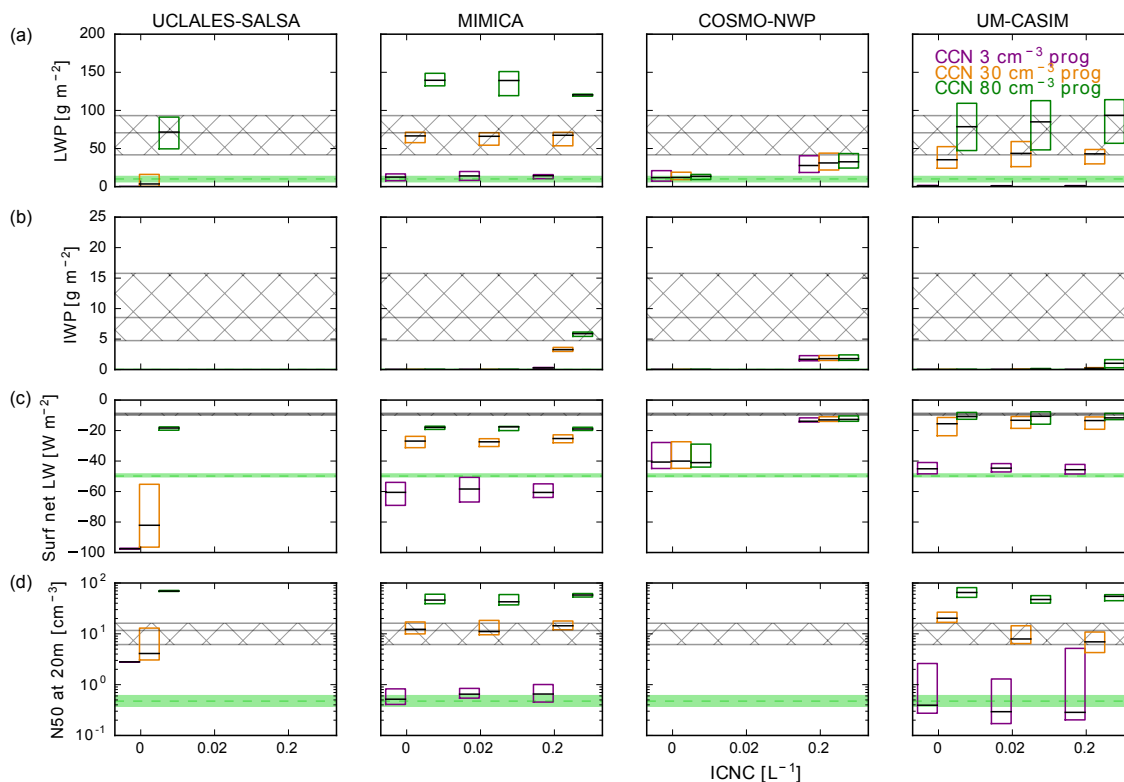 UCLALES-SALSA MIMICA COSMO-NWP UM-CASIM
(a)
LWP [g m⁻²]
200
150
100
50
0
CCN 3 cm⁻³ prog
CCN 30 cm⁻³ prog
CCN 80 cm⁻³ prog
(b)
IWP [g m⁻²]
25
20
15
10
5
0
(c)
Surf net LW [W m⁻²]
0
−20
−40
−60
−80
−100
(d)
N50 at 20m [cm⁻³]
10²
10¹
10⁰
10⁻¹
0 0.02 0.2 0 0.02 0.2 0 0.02 0.2 0 0.02 0.2
ICNC [L⁻¹]